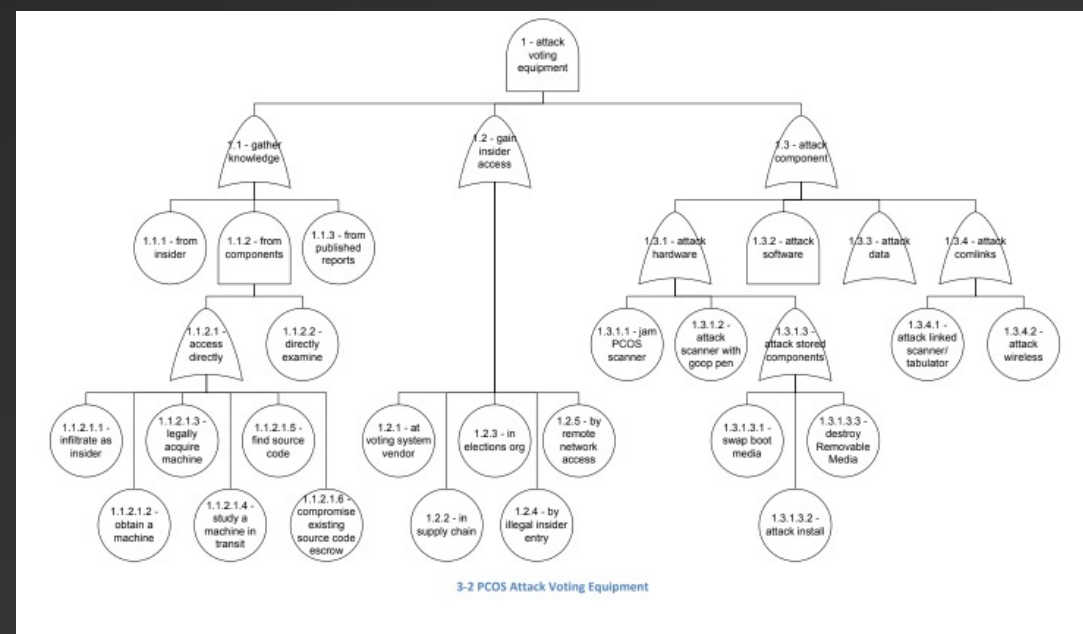 1 - attack
voting
equipment
1.1 - gather
knowledge
1.2 - gain
insider
access
1.3 - attack
component
1.1.1 - from
insider
1.1.2 - from
components
1.1.3 - from
published
reports
1.3.1 - attack
hardware
1.3.2 - attack
software
1.3.3 - attack
data
1.3.4 - attack
comlinks
1.1.2.1 -
access
directly
1.1.2.2 -
directly
examine
1.3.1.1 - jam
PCOS
scanner
1.3.1.2 -
attack
scanner with
goop pen
1.3.1.3 -
attack stored
components
1.3.4.1 -
attack linked
scanner/
tabulator
1.3.4.2 -
attack
wireless
1.1.2.1.1 -
infiltrate as
insider
1.1.2.1.3 -
legally
acquire
machine
1.1.2.1.5 -
find source
code
1.2.1 - at
voting system
vendor
1.2.3 - in
elections org
1.2.5 - by
remote
network
access
1.3.1.3.1 -
swap boot
media
1.3.1.3.3 -
destroy
Removable
Media
1.1.2.1.2 -
obtain a
machine
1.1.2.1.4 -
study a
machine in
transit
1.1.2.1.6 -
compromise
existing
source code
escrow
1.2.2 - in
supply chain
1.2.4 - by
illegal insider
entry
1.3.1.3.2 -
attack install
3-2 PCOS Attack Voting Equipment